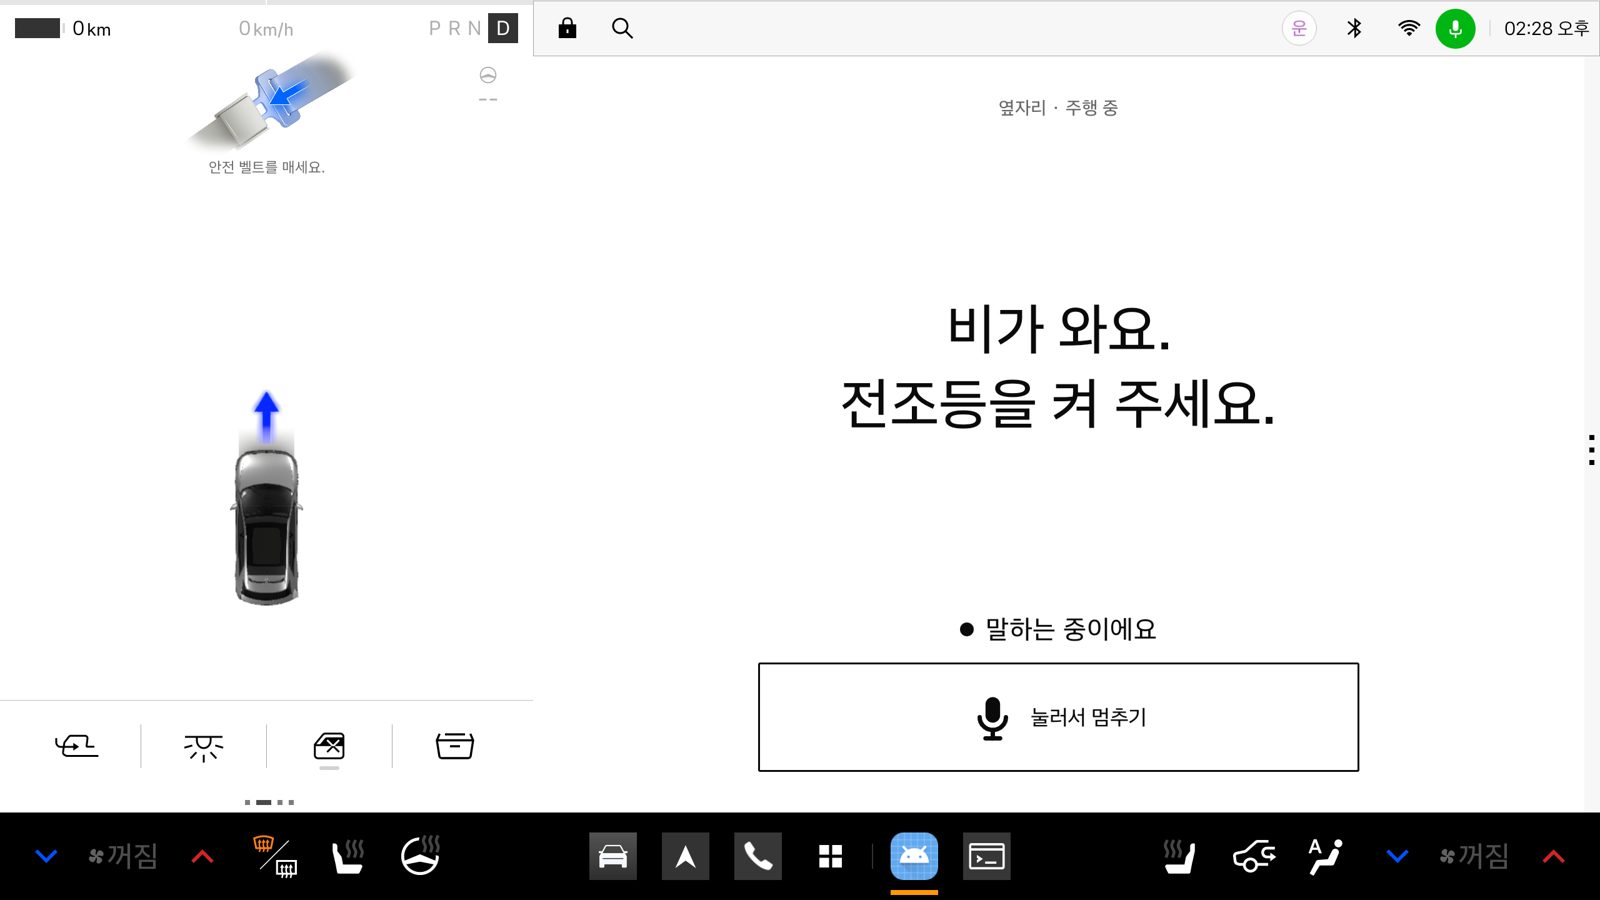 0 km
0 km/h
P R N D
운
02:28 오후
안전 벨트를 매세요.
옆자리 · 주행 중
비가 와요.
전조등을 켜 주세요.
● 말하는 중이에요
눌러서 멈추기
꺼짐
A
꺼짐